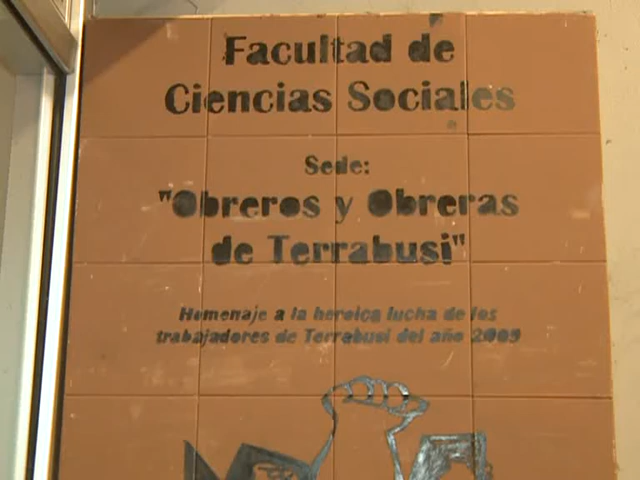 Facultad de
Ciencias Sociales
Sede:
"Obreros y Obreras
de Terrabusi"
Homenaje a la heroica lucha de los
trabajadores de Terrabusi del año 2009